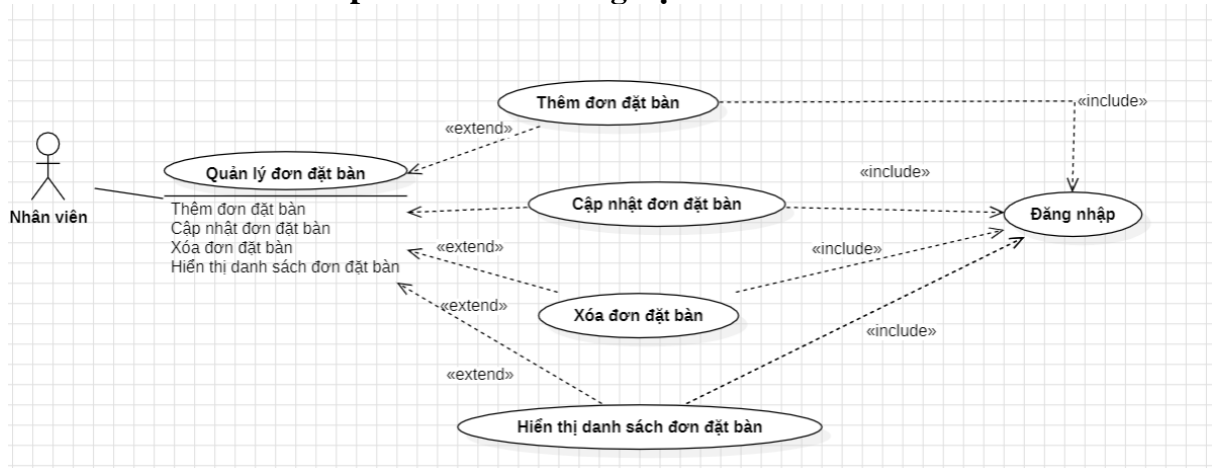 Thêm đơn đặt bàn
«include»
«extend»
Quản lý đơn đặt bàn
«include»
Nhân viên
Thêm đơn đặt bàn
Cập nhật đơn đặt bàn
Xóa đơn đặt bàn
Hiển thị danh sách đơn đặt bàn
Cập nhật đơn đặt bàn
Đăng nhập
«extend»
«include»
«extend»
Xóa đơn đặt bàn
«include»
«extend»
Hiển thị danh sách đơn đặt bàn